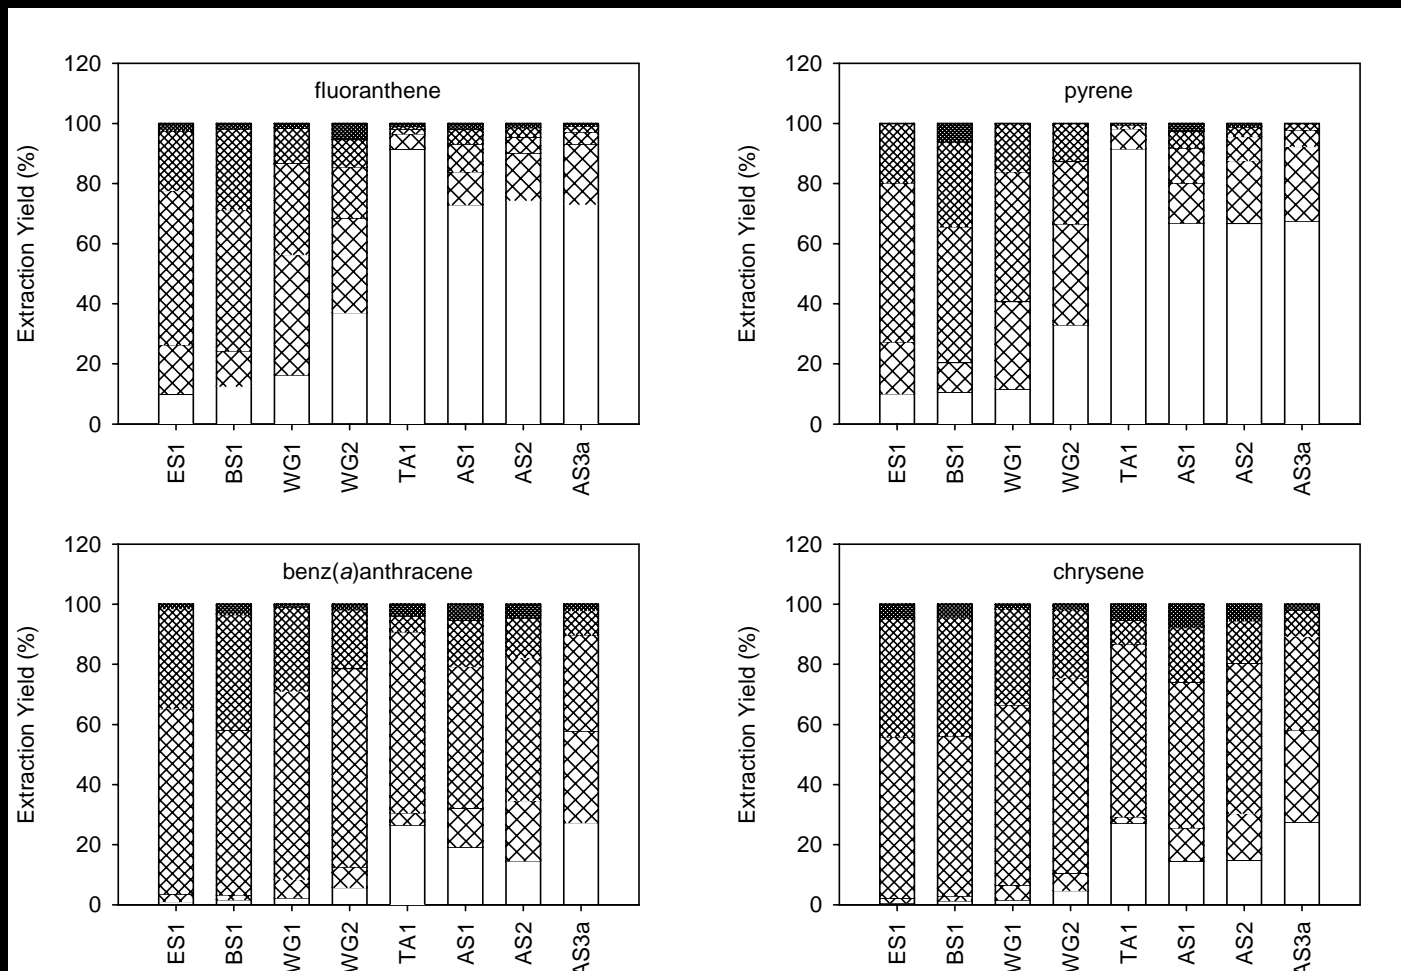 fluoranthene
Extraction Yield (%)
120
100
80
60
40
20
0
ES1
BS1
WG1
WG2
TA1
AS1
AS2
AS3a
pyrene
Extraction Yield (%)
120
100
80
60
40
20
0
ES1
BS1
WG1
WG2
TA1
AS1
AS2
AS3a
benz(a)anthracene
Extraction Yield (%)
120
100
80
60
40
20
0
ES1
BS1
WG1
WG2
TA1
AS1
AS2
AS3a
chrysene
Extraction Yield (%)
120
100
80
60
40
20
0
ES1
BS1
WG1
WG2
TA1
AS1
AS2
AS3a